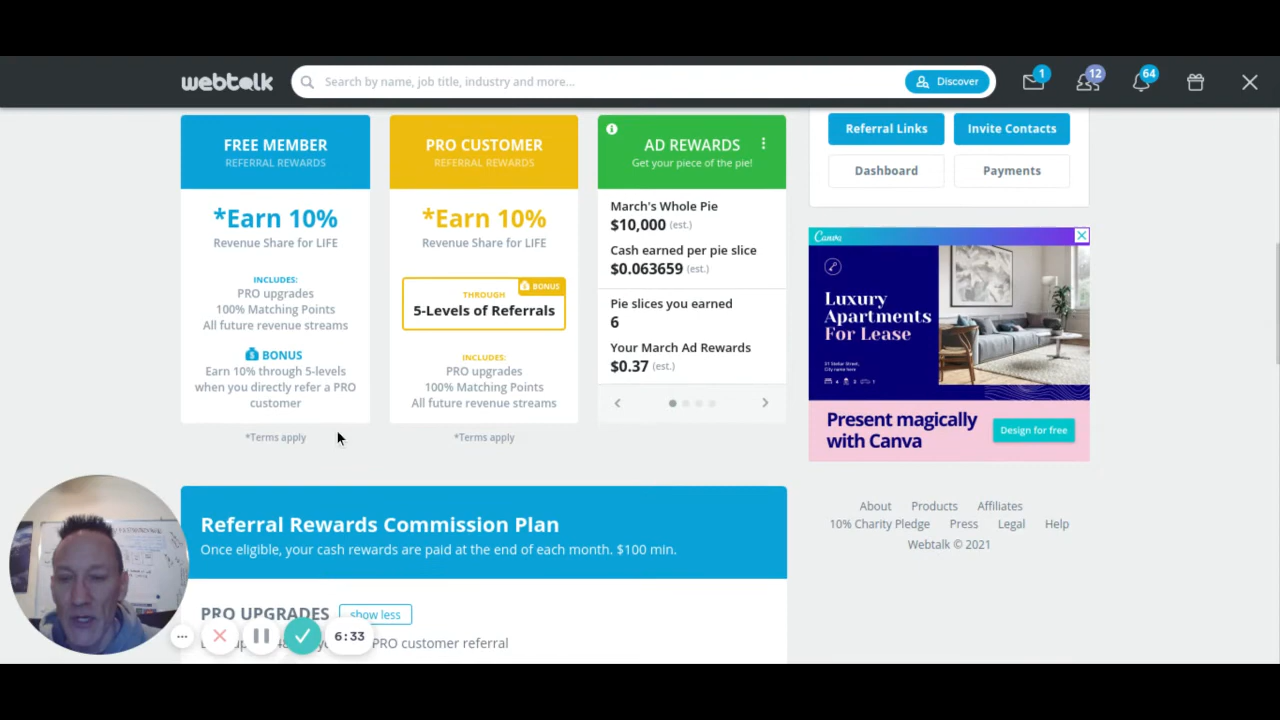 webtalk
Search by name, job title, industry and more...
Discover
1
12
64
FREE MEMBER
REFERRAL REWARDS
*Earn 10%
Revenue Share for LIFE
INCLUDES:
PRO upgrades
100% Matching Points
All future revenue streams
BONUS
Earn 10% through 5-levels
when you directly refer a PRO
customer
*Terms apply
PRO CUSTOMER
REFERRAL REWARDS
*Earn 10%
Revenue Share for LIFE
BONUS
THROUGH
5-Levels of Referrals
INCLUDES:
PRO upgrades
100% Matching Points
All future revenue streams
*Terms apply
AD REWARDS
Get your piece of the pie!
March's Whole Pie
$10,000 (est.)
Cash earned per pie slice
$0.063659 (est.)
Pie slices you earned
6
Your March Ad Rewards
$0.37 (est.)
Referral Links
Invite Contacts
Dashboard
Payments
Canva
Luxury
Apartments
For Lease
Present magically
with Canva
Design for free
About Products Affiliates
10% Charity Pledge Press Legal Help
Webtalk © 2021
Referral Rewards Commission Plan
Once eligible, your cash rewards are paid at the end of each month. $100 min.
PRO UPGRADES
show less
PRO customer referral
6:33